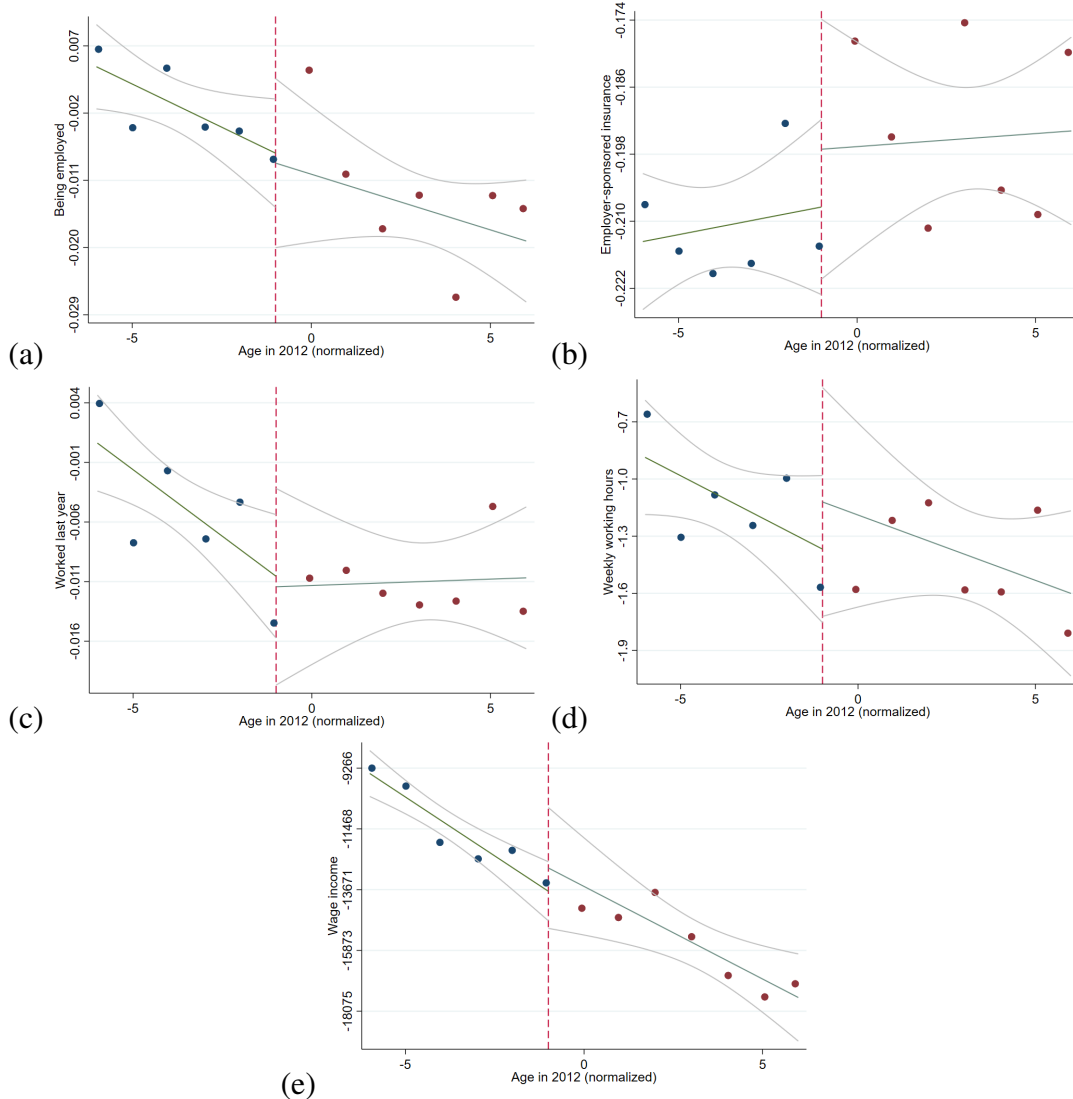 0.007
-0.002
-0.011
-0.020
-0.029
Being employed
-5
0
5
Age in 2012 (normalized)
(a)
-0.174
-0.186
-0.198
-0.210
-0.222
Employer-sponsored insurance
-5
0
5
Age in 2012 (normalized)
(b)
0.004
-0.001
-0.006
-0.011
-0.016
Worked last year
-5
0
5
Age in 2012 (normalized)
(c)
-0.7
-1.0
-1.3
-1.6
-1.9
Weekly working hours
-5
0
5
Age in 2012 (normalized)
(d)
-9266
-11468
-13671
-15873
-18075
Wage income
-5
0
5
Age in 2012 (normalized)
(e)